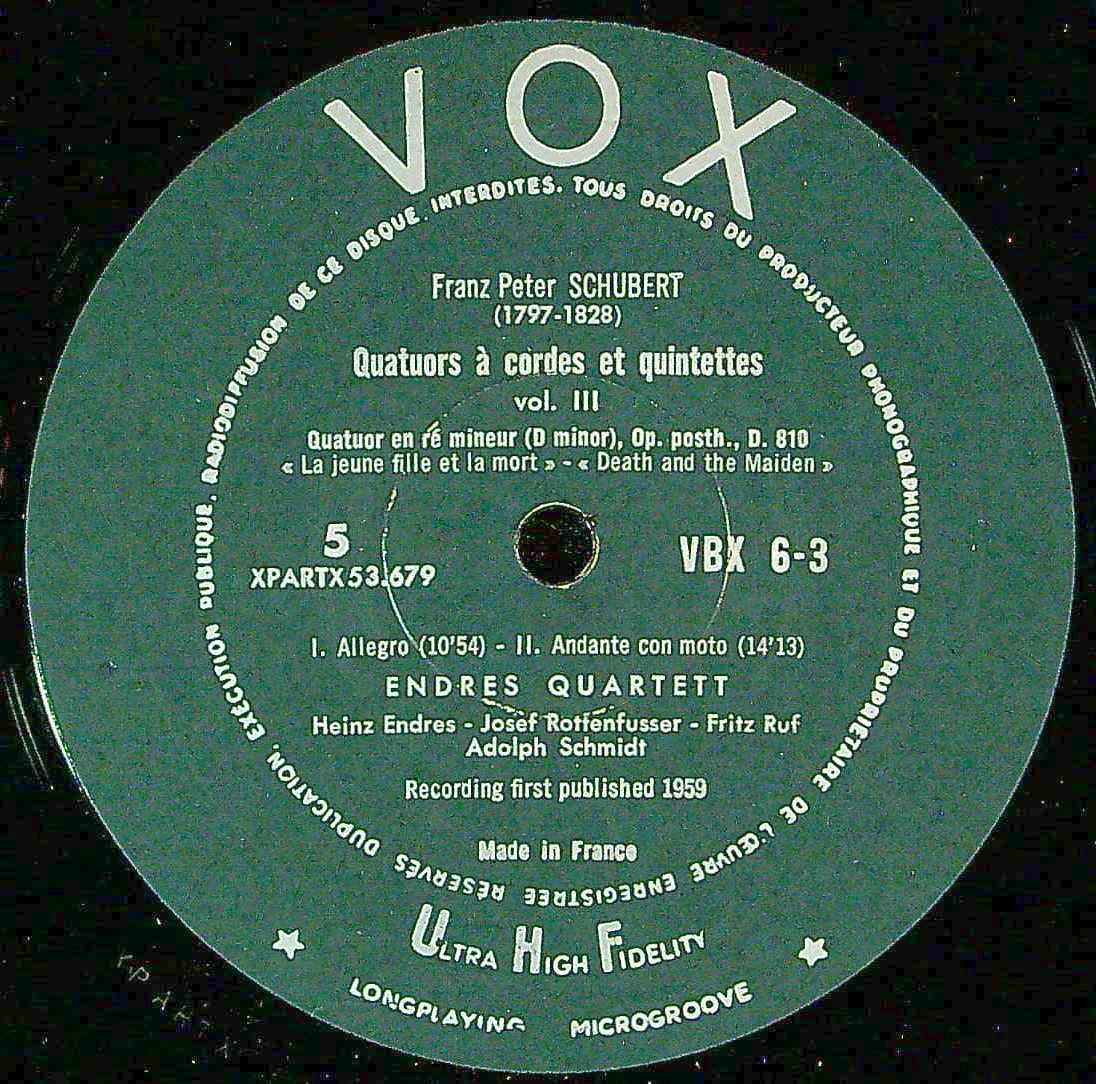 VOX
TOUS DROITS DU PRODUCTEUR PHONOGRAPHIQUE ET DU PROPRIÉTAIRE DE L'ŒUVRE ENREGISTRÉE RÉSERVÉS DUPLICATION, EXÉCUTION PUBLIQUE, RADIODIFFUSION DE CE DISQUE INTERDITES.
Franz Peter SCHUBERT
(1797-1828)
Quatuors à cordes et quintettes
vol. III
Quatuor en ré mineur (D minor), Op. posth., D. 810
« La jeune fille et la mort » - « Death and the Maiden »
5
XPARTX53.679
VBX 6-3
I. Allegro (10'54) - II. Andante con moto (14'13)
ENDRES QUARTETT
Heinz Endres - Josef Rottenfusser - Fritz Ruf
Adolph Schmidt
Recording first published 1959
Made in France
ULTRA HIGH FIDELITY
LONGPLAYING MICROGROOVE